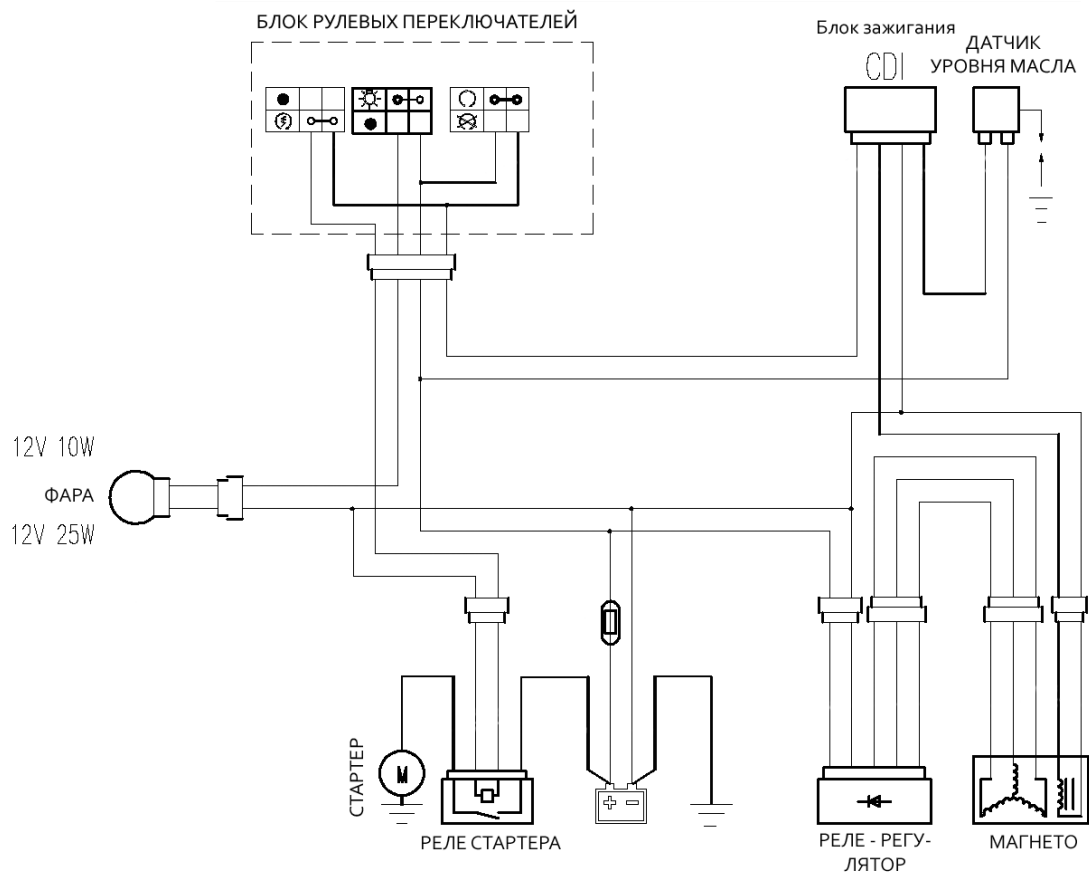 БЛОК РУЛЕВЫХ ПЕРЕКЛЮЧАТЕЛЕЙ
Блок зажигания
CDI
ДАТЧИК
УРОВНЯ МАСЛА
12V 10W
ФАРА
12V 25W
СТАРТЕР
M
РЕЛЕ СТАРТЕРА
+ −
РЕЛЕ - РЕГУ-
ЛЯТОР
МАГНЕТО